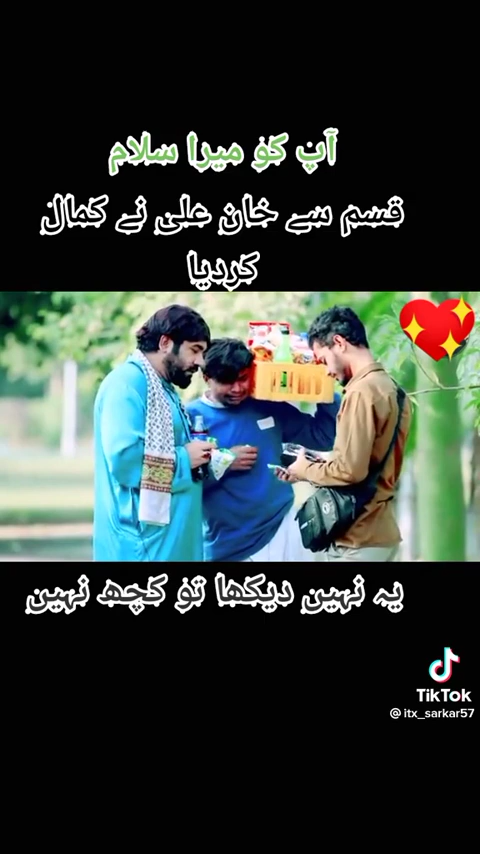 آپ کو میرا سلام
قسم سے خان علی نے کمال
کردیا
یہ نہیں دیکھا تو کچھ نہیں
TikTok
@itx_sarkar57